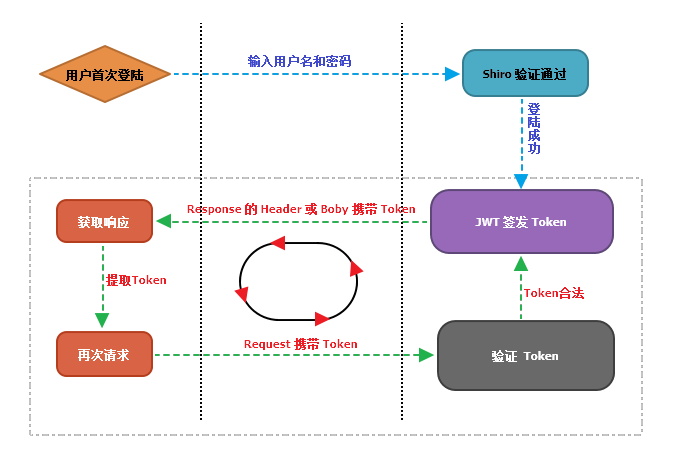 用户首次登陆
输入用户名和密码
Shiro 验证通过
登陆成功
Response 的 Header 或 Boby 携带 Token
获取响应
JWT 签发 Token
提取Token
Token合法
Request 携带 Token
再次请求
验证 Token